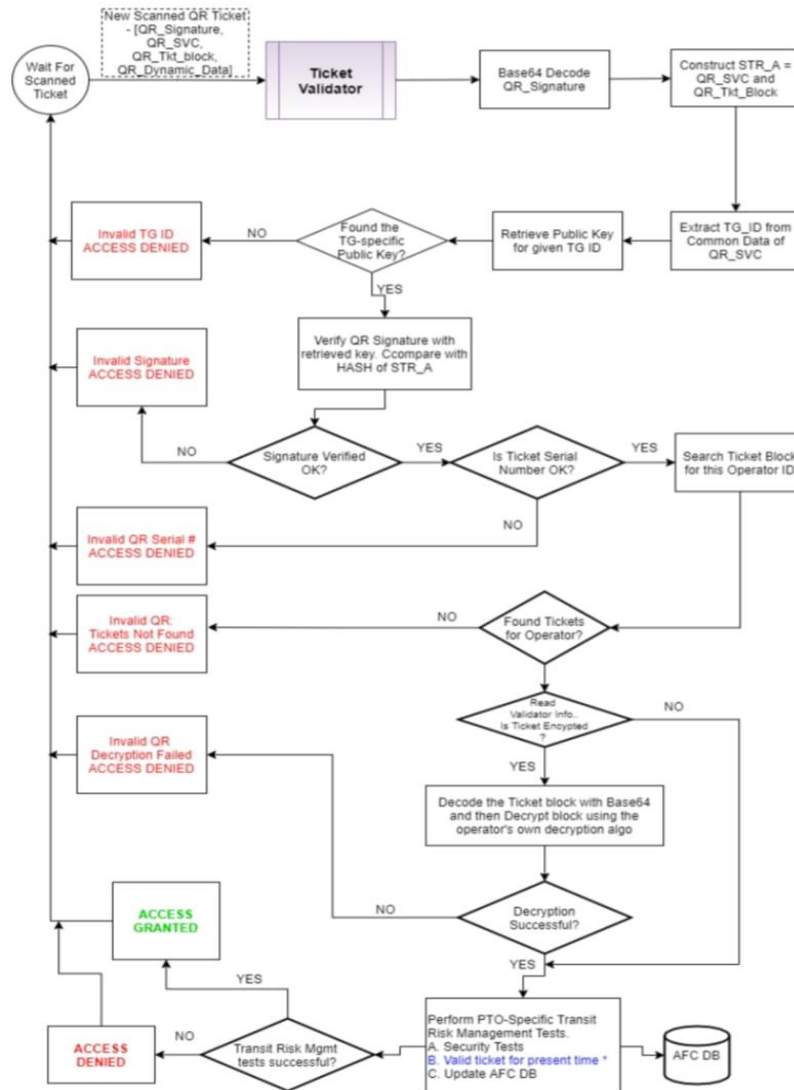 New Scanned QR Ticket
- [QR_Signature,
QR_SVC,
QR_Tkt_block,
QR_Dynamic_Data]
Wait For
Scanned
Ticket
Ticket
Validator
Base64 Decode
QR_Signature
Construct STR_A =
QR_SVC and
QR_Tkt_Block
Invalid TG ID
ACCESS DENIED
NO
Found the
TG-specific
Public Key?
Retrieve Public Key
for given TG ID
Extract TG_ID from
Common Data of
QR_SVC
YES
Verify QR Signature with
retrieved key. Ccompare with
HASH of STR_A
Invalid Signature
ACCESS DENIED
NO
Signature Verified
OK?
YES
Is Ticket Serial
Number OK?
YES
Search Ticket Block
for this Operator ID
NO
Invalid QR Serial #
ACCESS DENIED
Invalid QR:
Tickets Not Found
ACCESS DENIED
NO
Found Tickets
for Operator?
Read
Validator Info..
Is Ticket Encypted
?
NO
YES
Invalid QR
Decryption Failed
ACCESS DENIED
Decode the Ticket block with Base64
and then Decrypt block using the
operator's own decryption algo
NO
Decryption
Successful?
YES
ACCESS
GRANTED
YES
Perform PTO-Specific Transit
Risk Management Tests.
A. Security Tests
B. Valid ticket for present time *
C. Update AFC DB
AFC DB
ACCESS
DENIED
NO
Transit Risk Mgmt
tests successful?